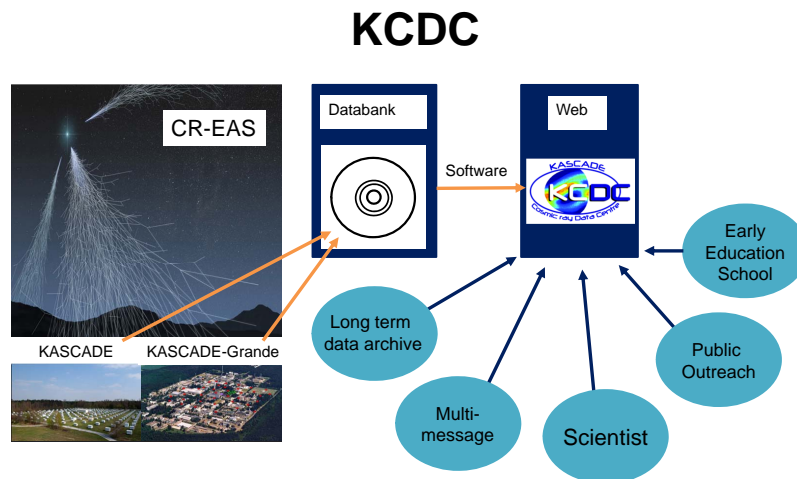 KCDC
CR-EAS
Databank
Web
Software
KASCADE
KCDC
Cosmic ray Data Centre
Early
Education
School
Long term
data archive
KASCADE
KASCADE-Grande
Public
Outreach
Multi-
message
Scientist